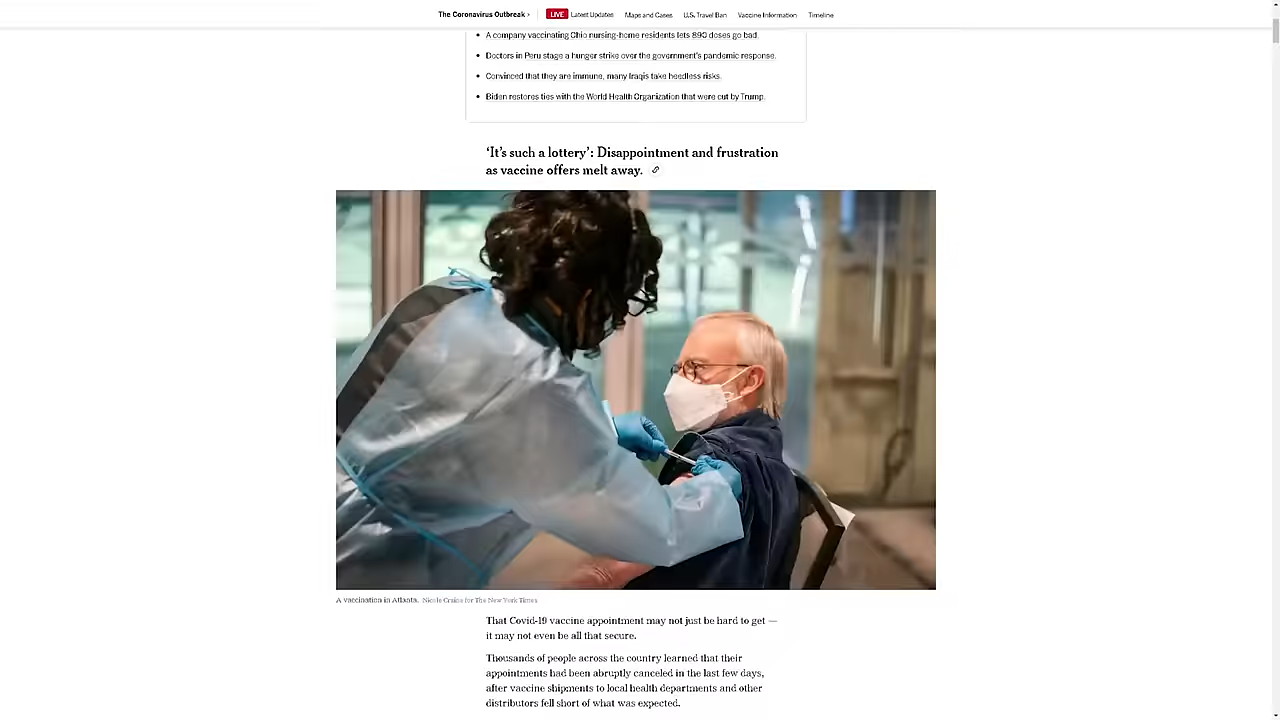 The Coronavirus Outbreak › LIVE Latest Updates Maps and Cases U.S. Travel Ban Vaccine Information Timeline
• A company vaccinating Ohio nursing-home residents lets 890 doses go bad.
• Doctors in Peru stage a hunger strike over the government's pandemic response.
• Convinced that they are immune, many Iraqis take heedless risks.
• Biden restores ties with the World Health Organization that were cut by Trump.
‘It’s such a lottery’: Disappointment and frustration
as vaccine offers melt away.
A vaccination in Atlanta. Nicole Craine for The New York Times
That Covid-19 vaccine appointment may not just be hard to get —
it may not even be all that secure.
Thousands of people across the country learned that their
appointments had been abruptly canceled in the last few days,
after vaccine shipments to local health departments and other
distributors fell short of what was expected.